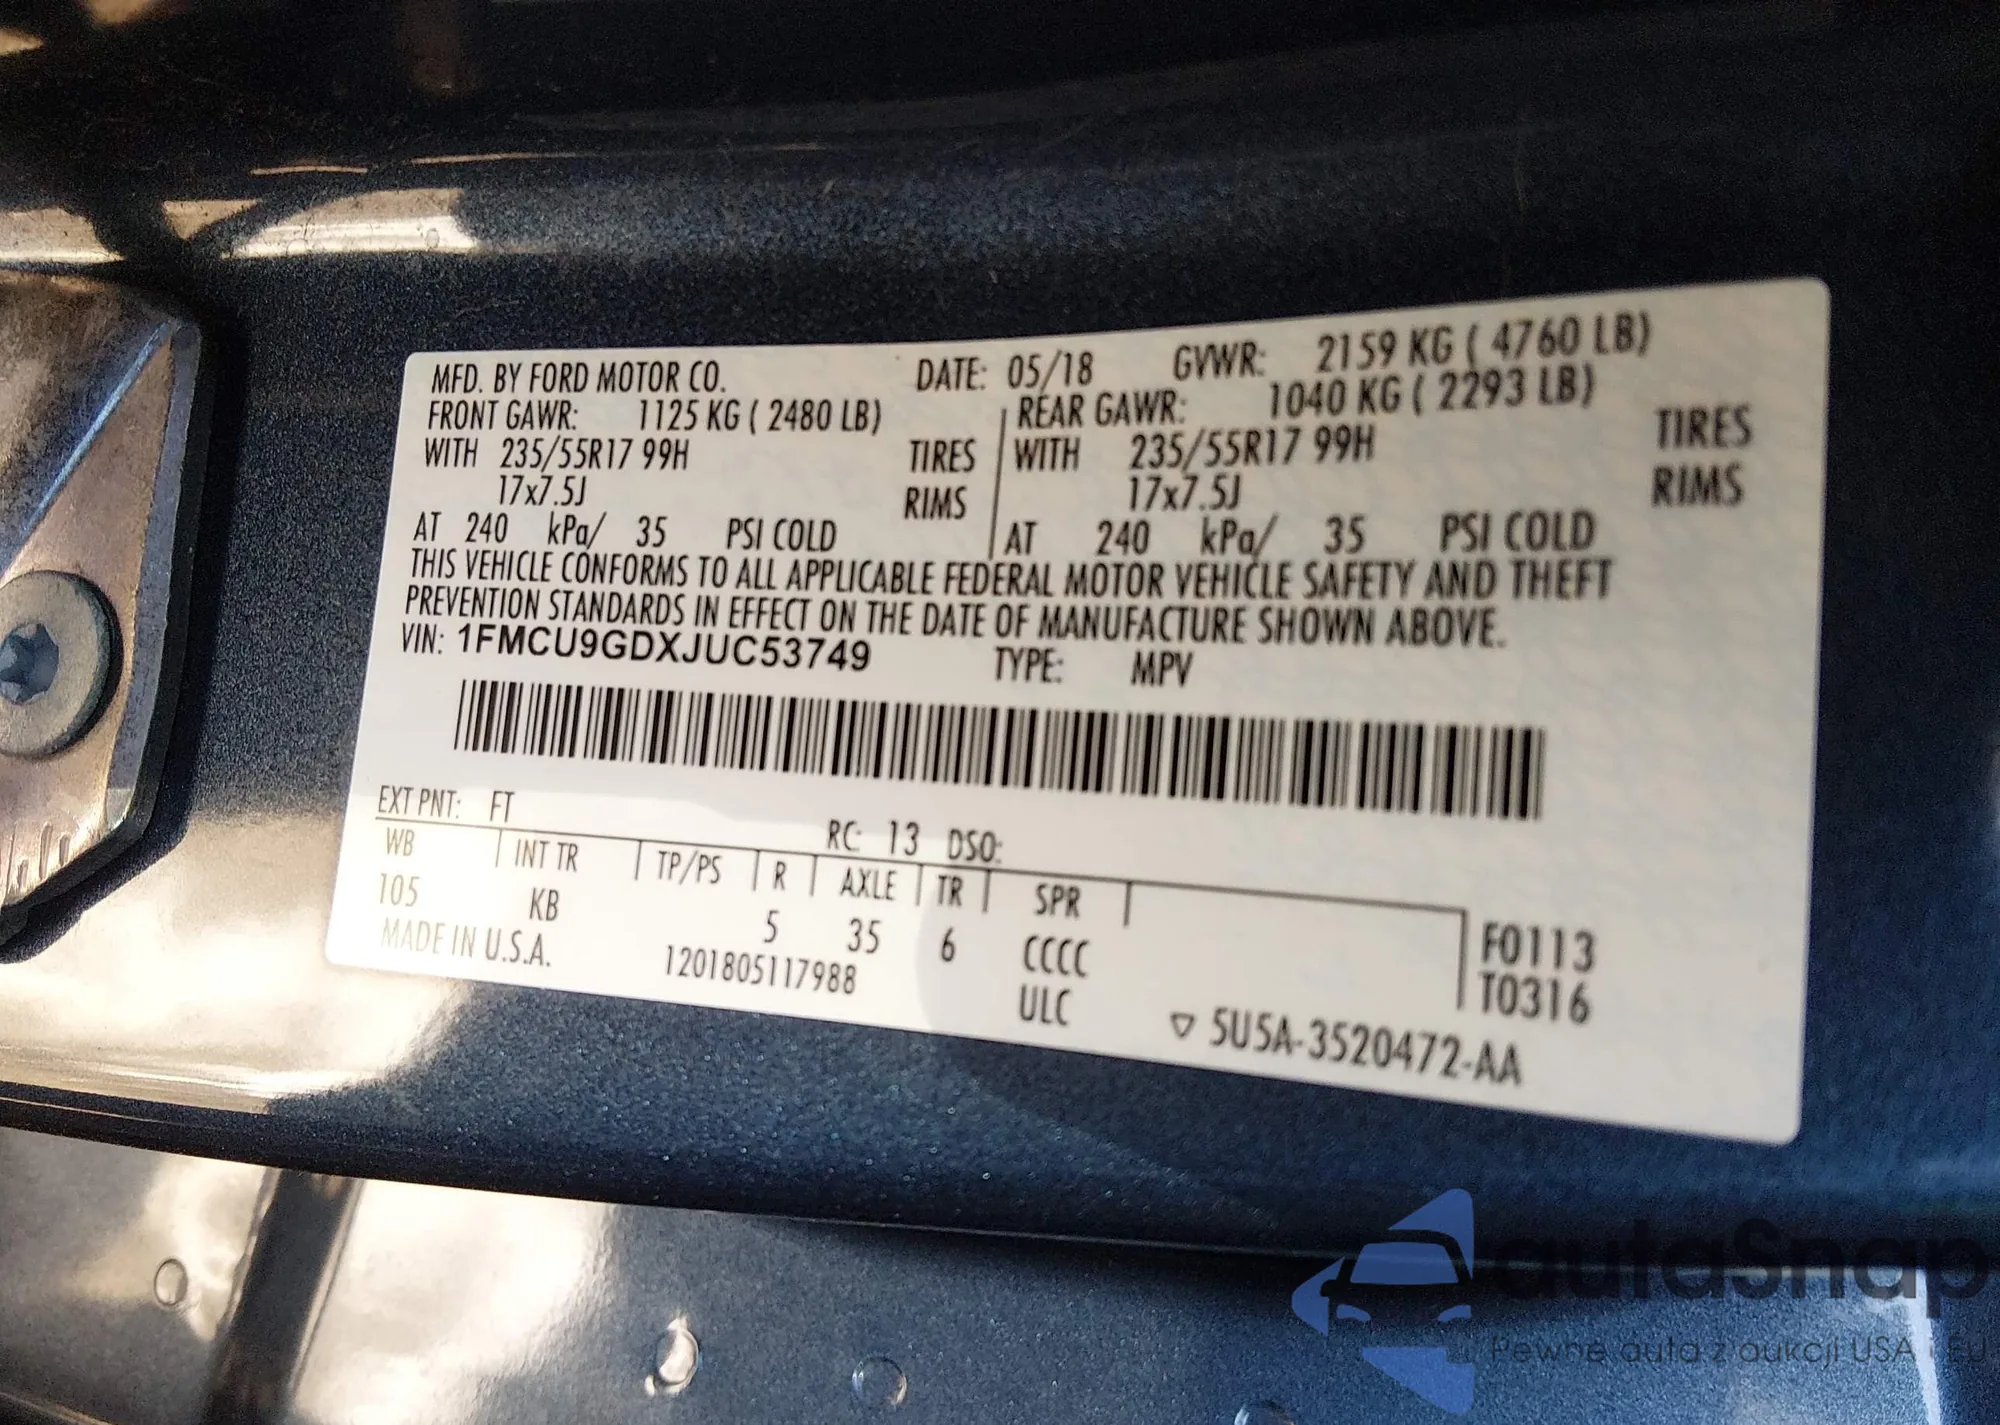 MFD. BY FORD MOTOR CO. DATE: 05/18 GVWR: 2159 KG ( 4760 LB)
FRONT GAWR: 1125 KG ( 2480 LB) REAR GAWR: 1040 KG ( 2293 LB)
WITH 235/55R17 99H TIRES WITH 235/55R17 99H TIRES
17x7.5J RIMS 17x7.5J RIMS
AT 240 kPa/ 35 PSI COLD AT 240 kPa/ 35 PSI COLD
THIS VEHICLE CONFORMS TO ALL APPLICABLE FEDERAL MOTOR VEHICLE SAFETY AND THEFT
PREVENTION STANDARDS IN EFFECT ON THE DATE OF MANUFACTURE SHOWN ABOVE.
VIN: 1FMCU9GDXJUC53749 TYPE: MPV
EXT PNT: FT RC: 13 DSO:
WB INT TR TP/PS R AXLE TR SPR
105 KB 5 35 6 CCCC F0113
MADE IN U.S.A. 1201805117988 ULC T0316
▽ 5U5A-3520472-AA
autaSnap
Pewne auta z aukcji USA i EU